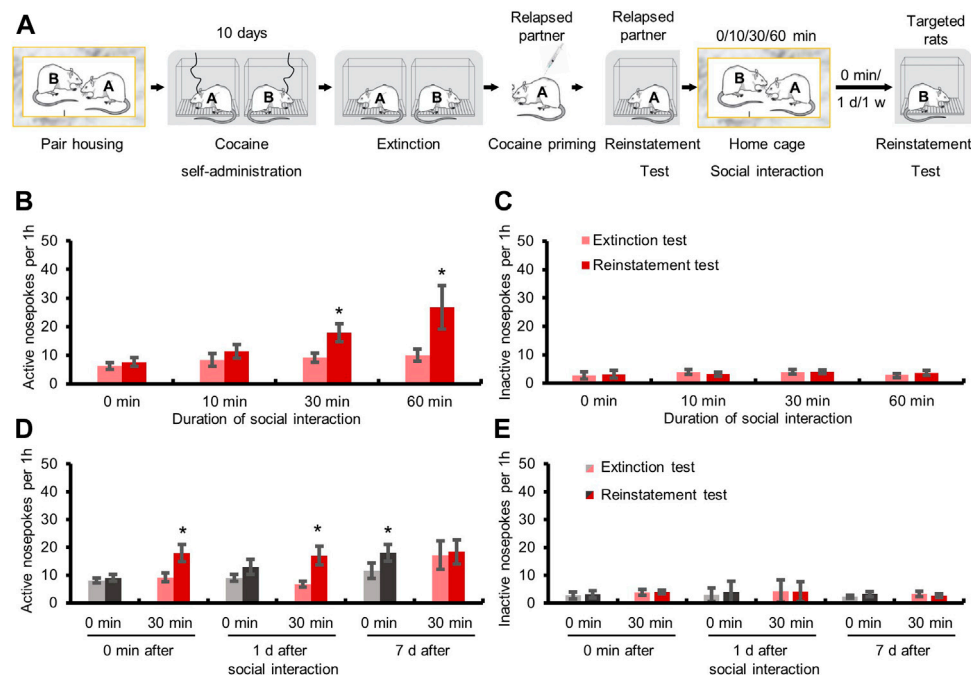 A
10 days
Relapsed
partner
Relapsed
partner
0/10/30/60 min
Targeted
rats
B
A
A
B
A
B
A
A
B
A
0 min/
1 d/1 w
B
Pair housing
Cocaine
self-administration
Extinction
Cocaine priming
Reinstatement
Test
Home cage
Social interaction
Reinstatement
Test
B
Active nosepokes per 1h
50
40
30
20
10
0
*
*
0 min
10 min
30 min
60 min
Duration of social interaction
C
Inactive nosepokes per 1h
50
40
30
20
10
0
Extinction test
Reinstatement test
0 min
10 min
30 min
60 min
Duration of social interaction
D
Active nosepokes per 1h
50
40
30
20
10
0
*
*
*
0 min
30 min
0 min
30 min
0 min
30 min
0 min after
1 d after
7 d after
social interaction
E
Inactive nosepokes per 1h
50
40
30
20
10
0
Extinction test
Reinstatement test
0 min
30 min
0 min
30 min
0 min
30 min
0 min after
1 d after
7 d after
social interaction